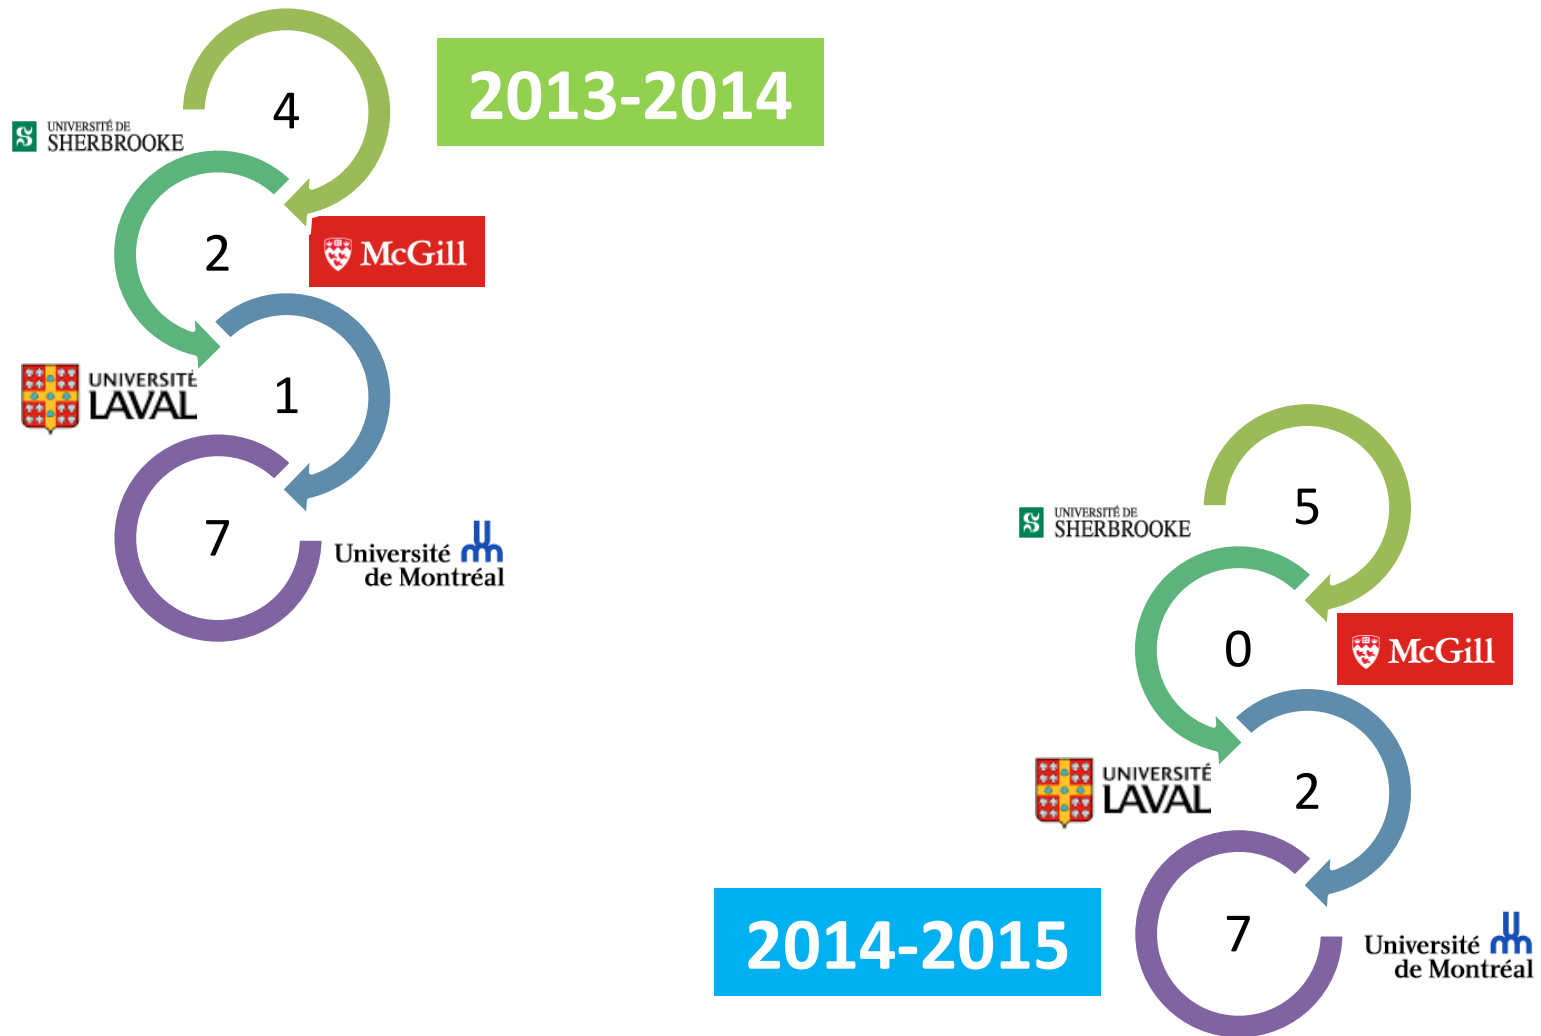 2013-2014
4
UNIVERSITÉ DE
SHERBROOKE
2
McGill
UNIVERSITÉ
LAVAL
1
7
Université
de Montréal
5
UNIVERSITÉ DE
SHERBROOKE
0
McGill
UNIVERSITÉ
LAVAL
2
2014-2015
7
Université
de Montréal